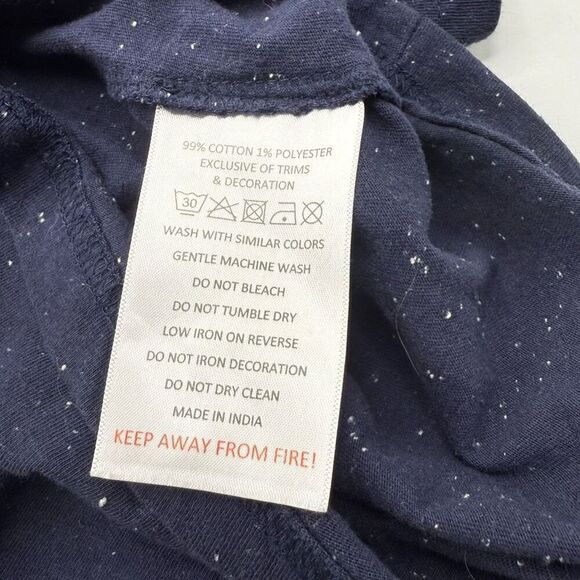 99% COTTON 1% POLYESTER
EXCLUSIVE OF TRIMS
& DECORATION
30
WASH WITH SIMILAR COLORS
GENTLE MACHINE WASH
DO NOT BLEACH
DO NOT TUMBLE DRY
LOW IRON ON REVERSE
DO NOT IRON DECORATION
DO NOT DRY CLEAN
MADE IN INDIA
KEEP AWAY FROM FIRE!